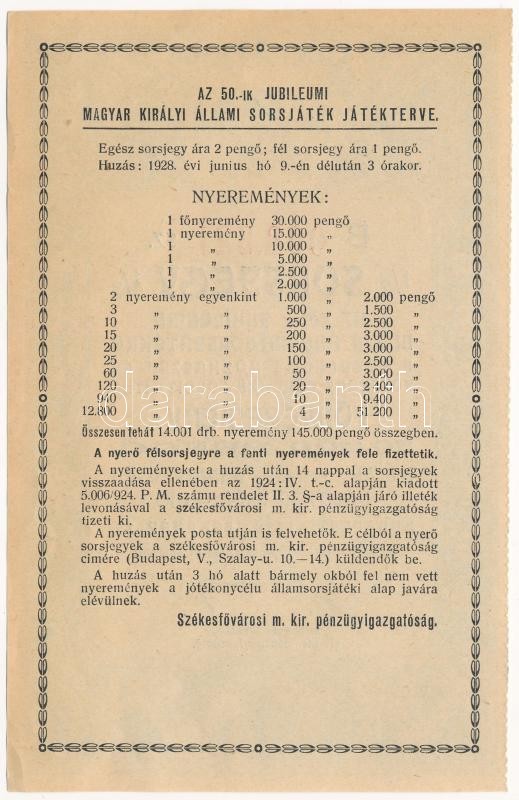 AZ 50.-IK JUBILEUMI
MAGYAR KIRÁLYI ÁLLAMI SORSJÁTÉK JÁTÉKTERVE.
Egész sorsjegy ára 2 pengő; fél sorsjegy ára 1 pengő.
Huzás: 1928. évi junius hó 9.-én délután 3 órakor.
NYEREMÉNYEK:
1 főnyeremény 30.000 pengő
1 nyeremény 15.000 „
1 „ 10.000 „
1 „ 5.000 „
1 „ 2.500 „
1 „ 2.000 „
2 nyeremény egyenkint 1.000 „ 2.000 pengő
3 „ „ 500 „ 1.500 „
10 „ „ 250 „ 2.500 „
15 „ „ 200 „ 3.000 „
20 „ „ 150 „ 3.000 „
25 „ „ 100 „ 2.500 „
60 „ „ 50 „ 3.000 „
120 „ „ 20 „ 2 400 „
940 „ „ 10 „ 9.400 „
12.800 „ „ 4 „ 51 200 „
darabanth
Összesen tehát 14.001 drb. nyeremény 145.000 pengő összegben.
A nyerő félsorsjegyre a fenti nyeremények fele fizettetik.
A nyereményeket a huzás után 14 nappal a sorsjegyek
visszaadása ellenében az 1924: IV. t.-c. alapján kiadott
5.006/924. P. M. számu rendelet II. 3. §-a alapján járó illeték
levonásával a székesfővárosi m. kir. pénzügyigazgatóság
fizeti ki.
A nyeremények posta utján is felvehetők. E célból a nyerő
sorsjegyek a székesfővárosi m. kir. pénzügyigazgatóság
cimére (Budapest, V., Szalay-u. 10.—14.) küldendők be.
A huzás után 3 hó alatt bármely okból fel nem vett
nyeremények a jótékonycélu államsorsjátéki alap javára
elévülnek.
Székesfővárosi m. kir. pénzügyigazgatóság.